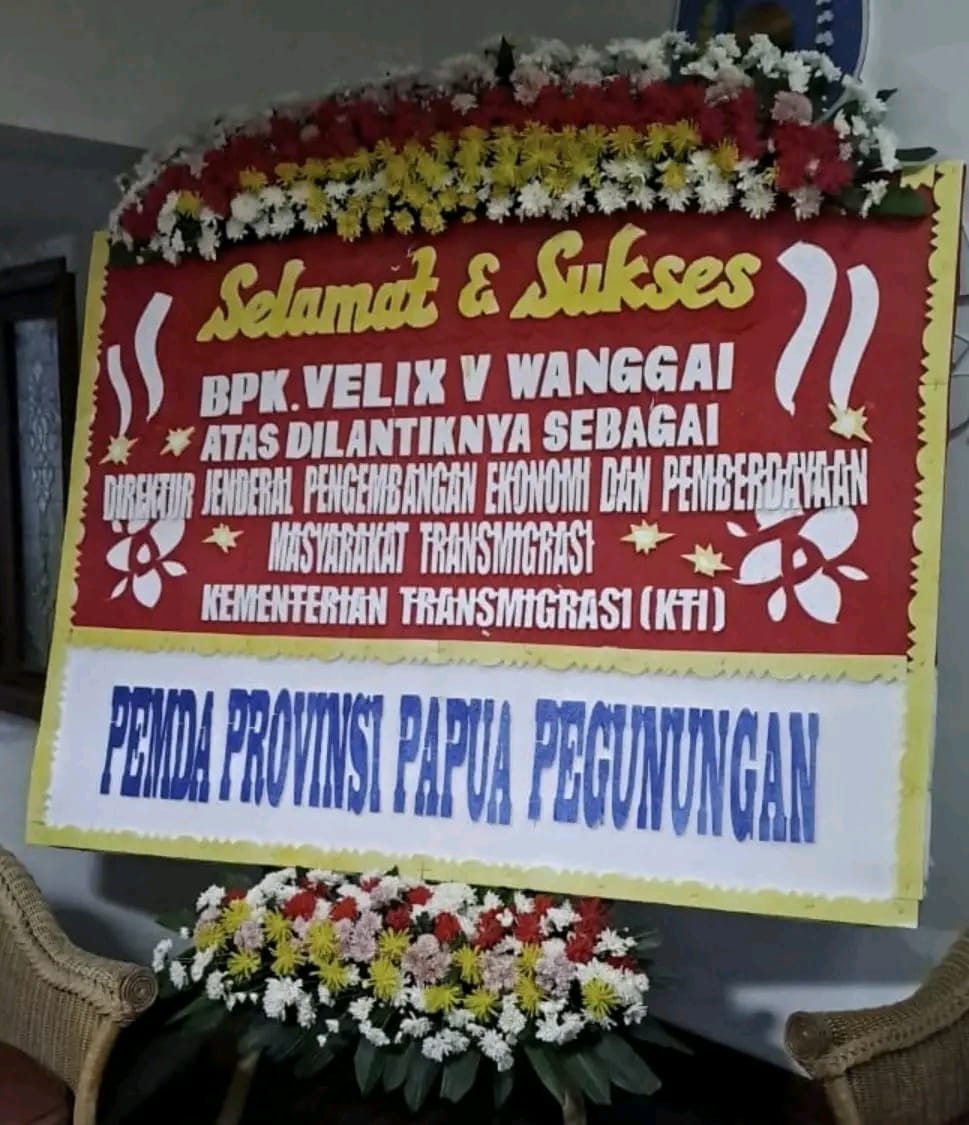 Selamat & Sukses
BPK. VELIX V WANGGAI
ATAS DILANTIKNYA SEBAGAI
DIREKTUR JENDERAL PENGEMBANGAN EKONOMI DAN PEMBERDAYAAN
MASYARAKAT TRANSMIGRASI
KEMENTERIAN TRANSMIGRASI (KTI)
PEMDA PROVINSI PAPUA PEGUNUNGAN